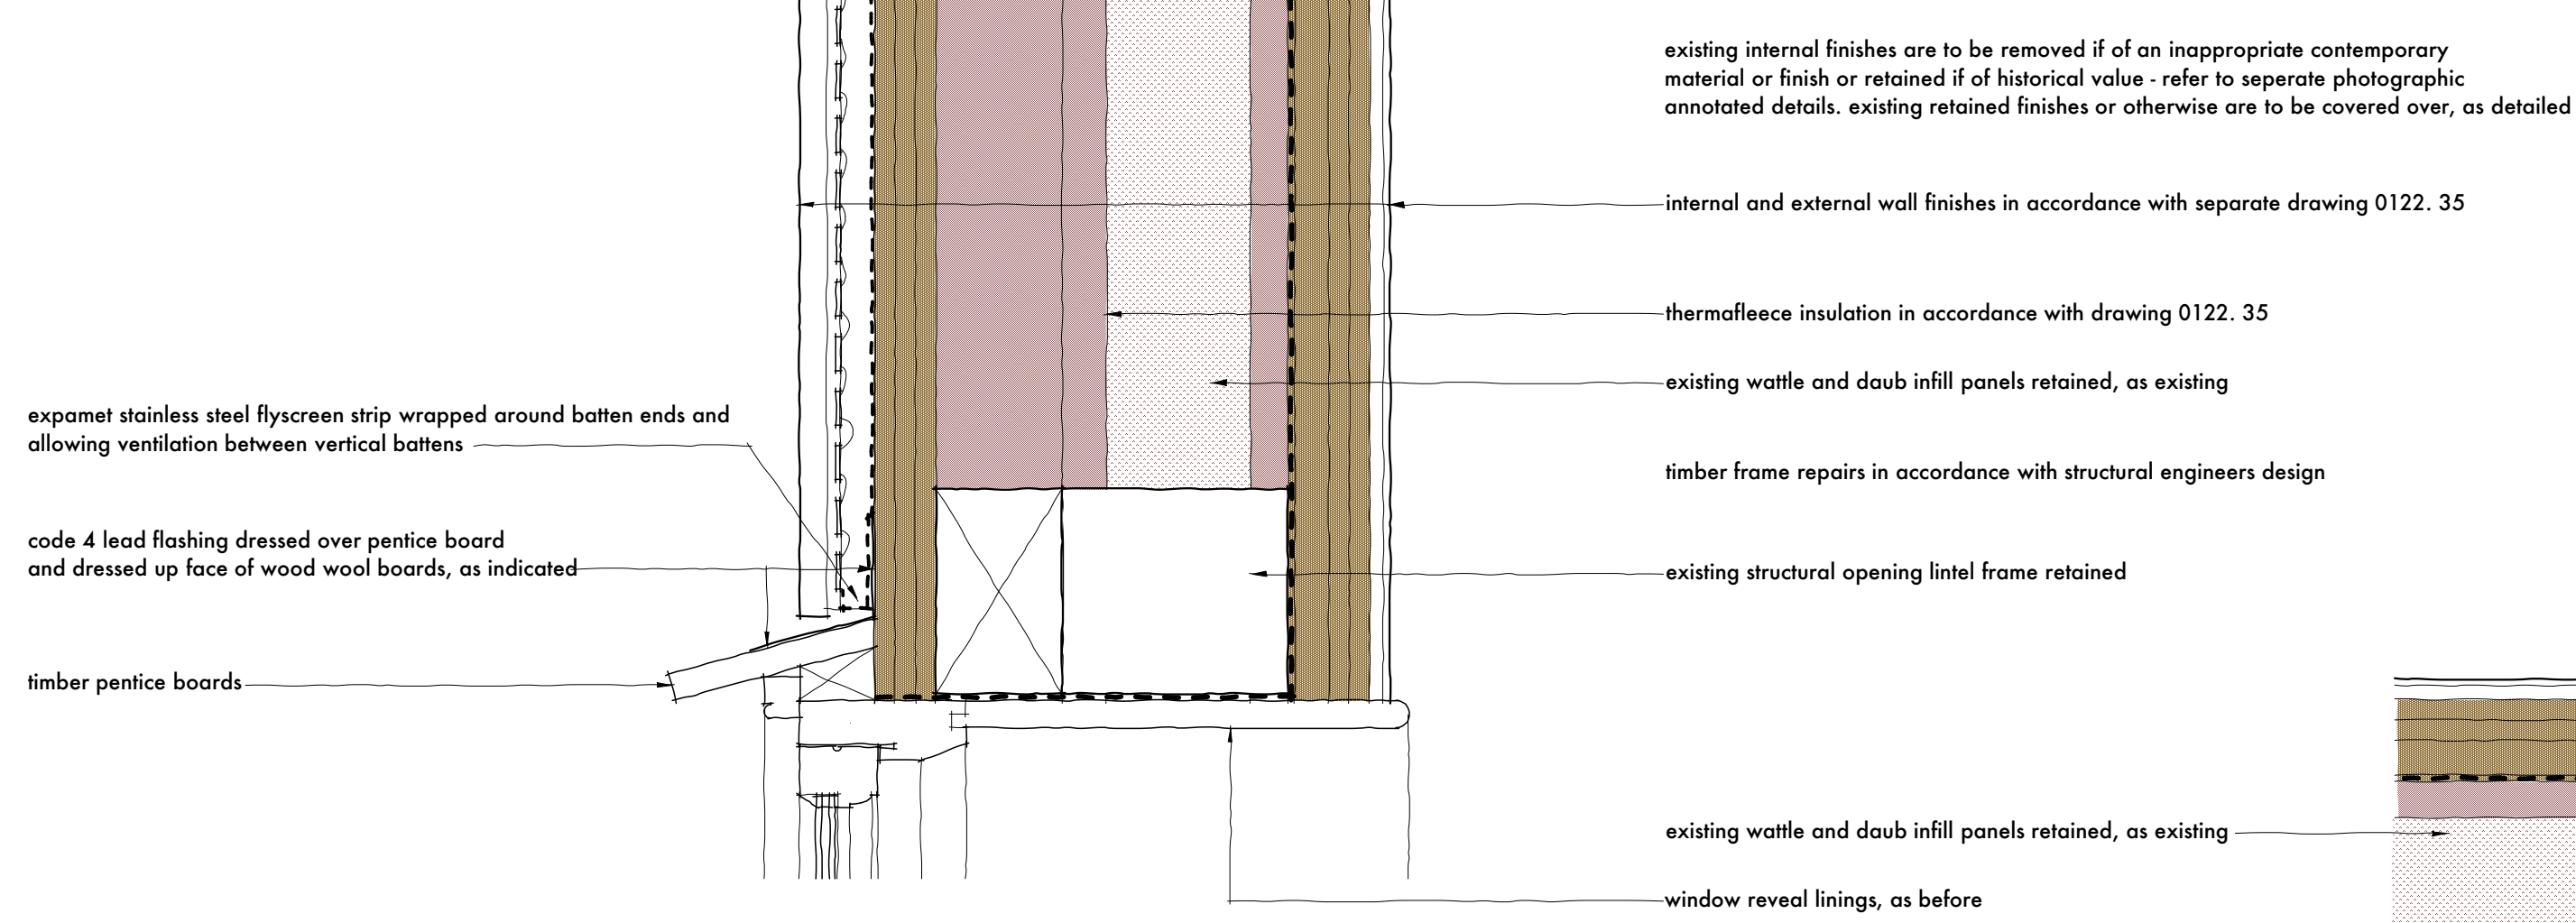 existing internal finishes are to be removed if of an inappropriate contemporary
material or finish or retained if of historical value - refer to seperate photographic
annotated details. existing retained finishes or otherwise are to be covered over, as detailed
internal and external wall finishes in accordance with separate drawing 0122. 35
thermafleece insulation in accordance with drawing 0122. 35
existing wattle and daub infill panels retained, as existing
expamet stainless steel flyscreen strip wrapped around batten ends and
allowing ventilation between vertical battens
timber frame repairs in accordance with structural engineers design
code 4 lead flashing dressed over pentice board
and dressed up face of wood wool boards, as indicated
existing structural opening lintel frame retained
timber pentice boards
existing wattle and daub infill panels retained, as existing
window reveal linings, as before